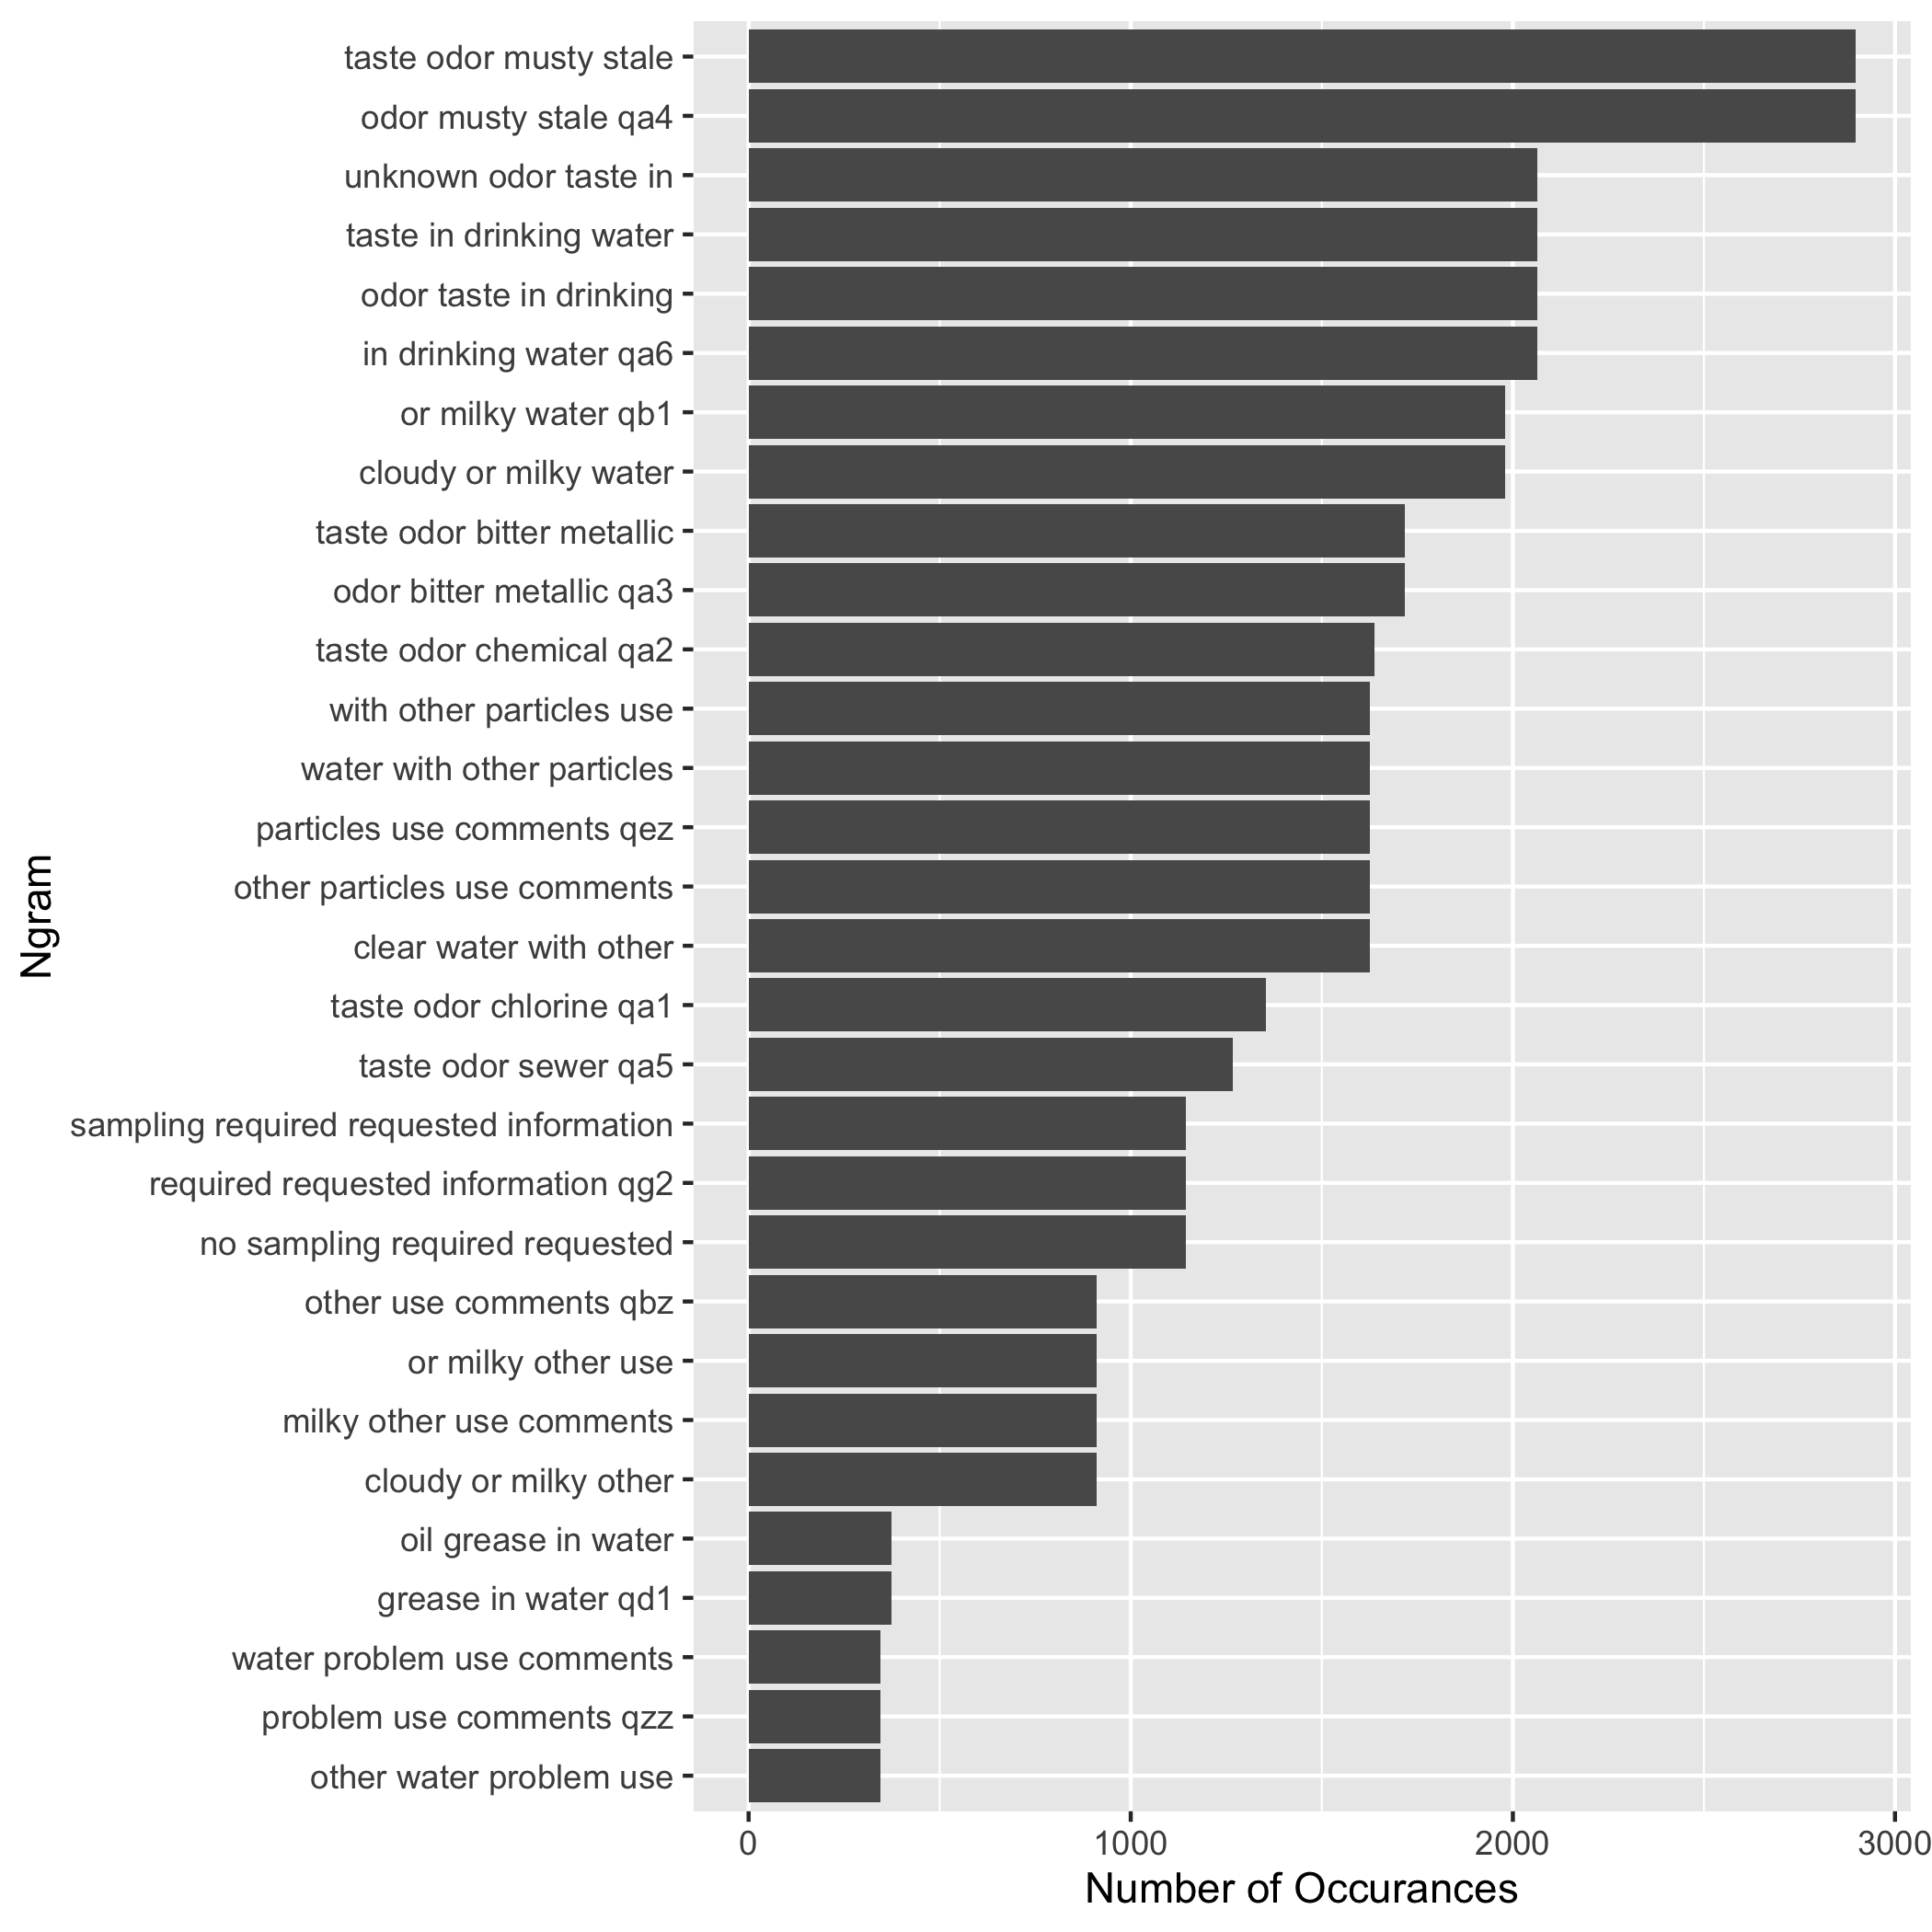 taste odor musty stale
odor musty stale qa4
unknown odor taste in
taste in drinking water
odor taste in drinking
in drinking water qa6
or milky water qb1
cloudy or milky water
taste odor bitter metallic
odor bitter metallic qa3
taste odor chemical qa2
with other particles use
water with other particles
particles use comments qez
other particles use comments
clear water with other
taste odor chlorine qa1
taste odor sewer qa5
sampling required requested information
required requested information qg2
no sampling required requested
other use comments qbz
or milky other use
milky other use comments
cloudy or milky other
oil grease in water
grease in water qd1
water problem use comments
problem use comments qzz
other water problem use
Ngram
0 1000 2000 3000
Number of Occurances